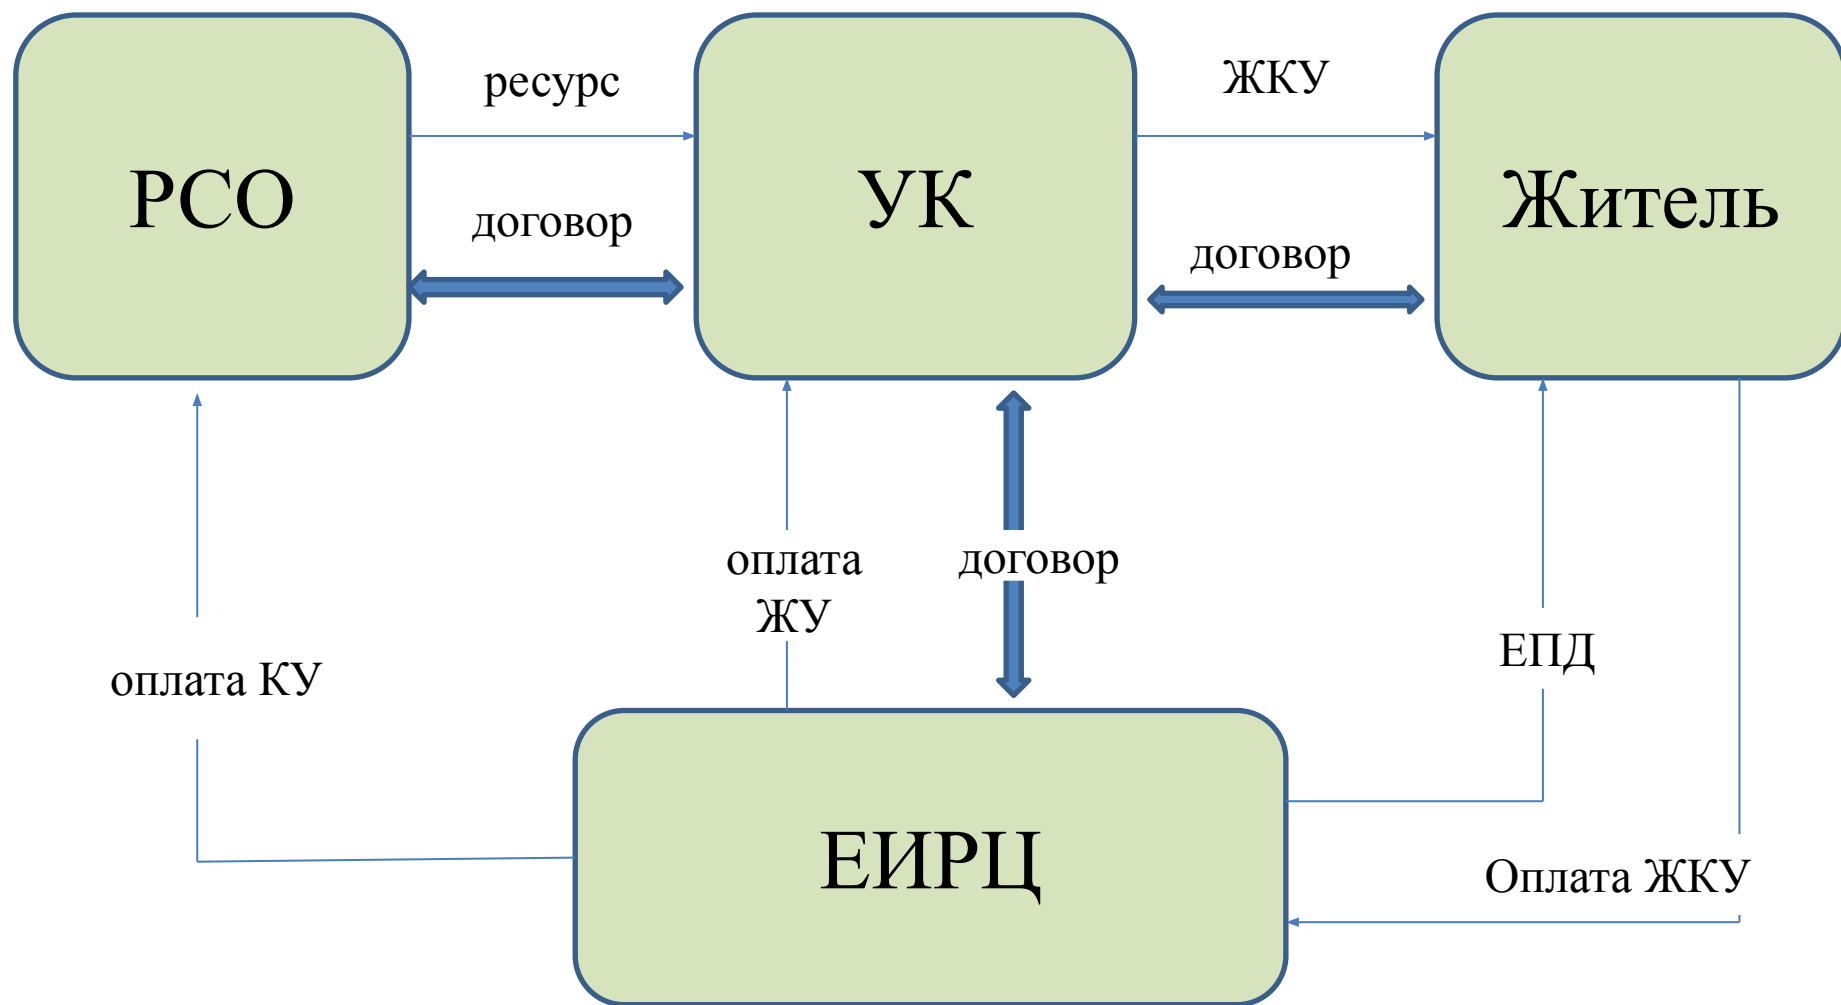 ресурс
ЖКУ
РСО
УК
Житель
договор
договор
оплата
ЖУ
договор
ЕПД
оплата КУ
ЕИРЦ
Оплата ЖКУ